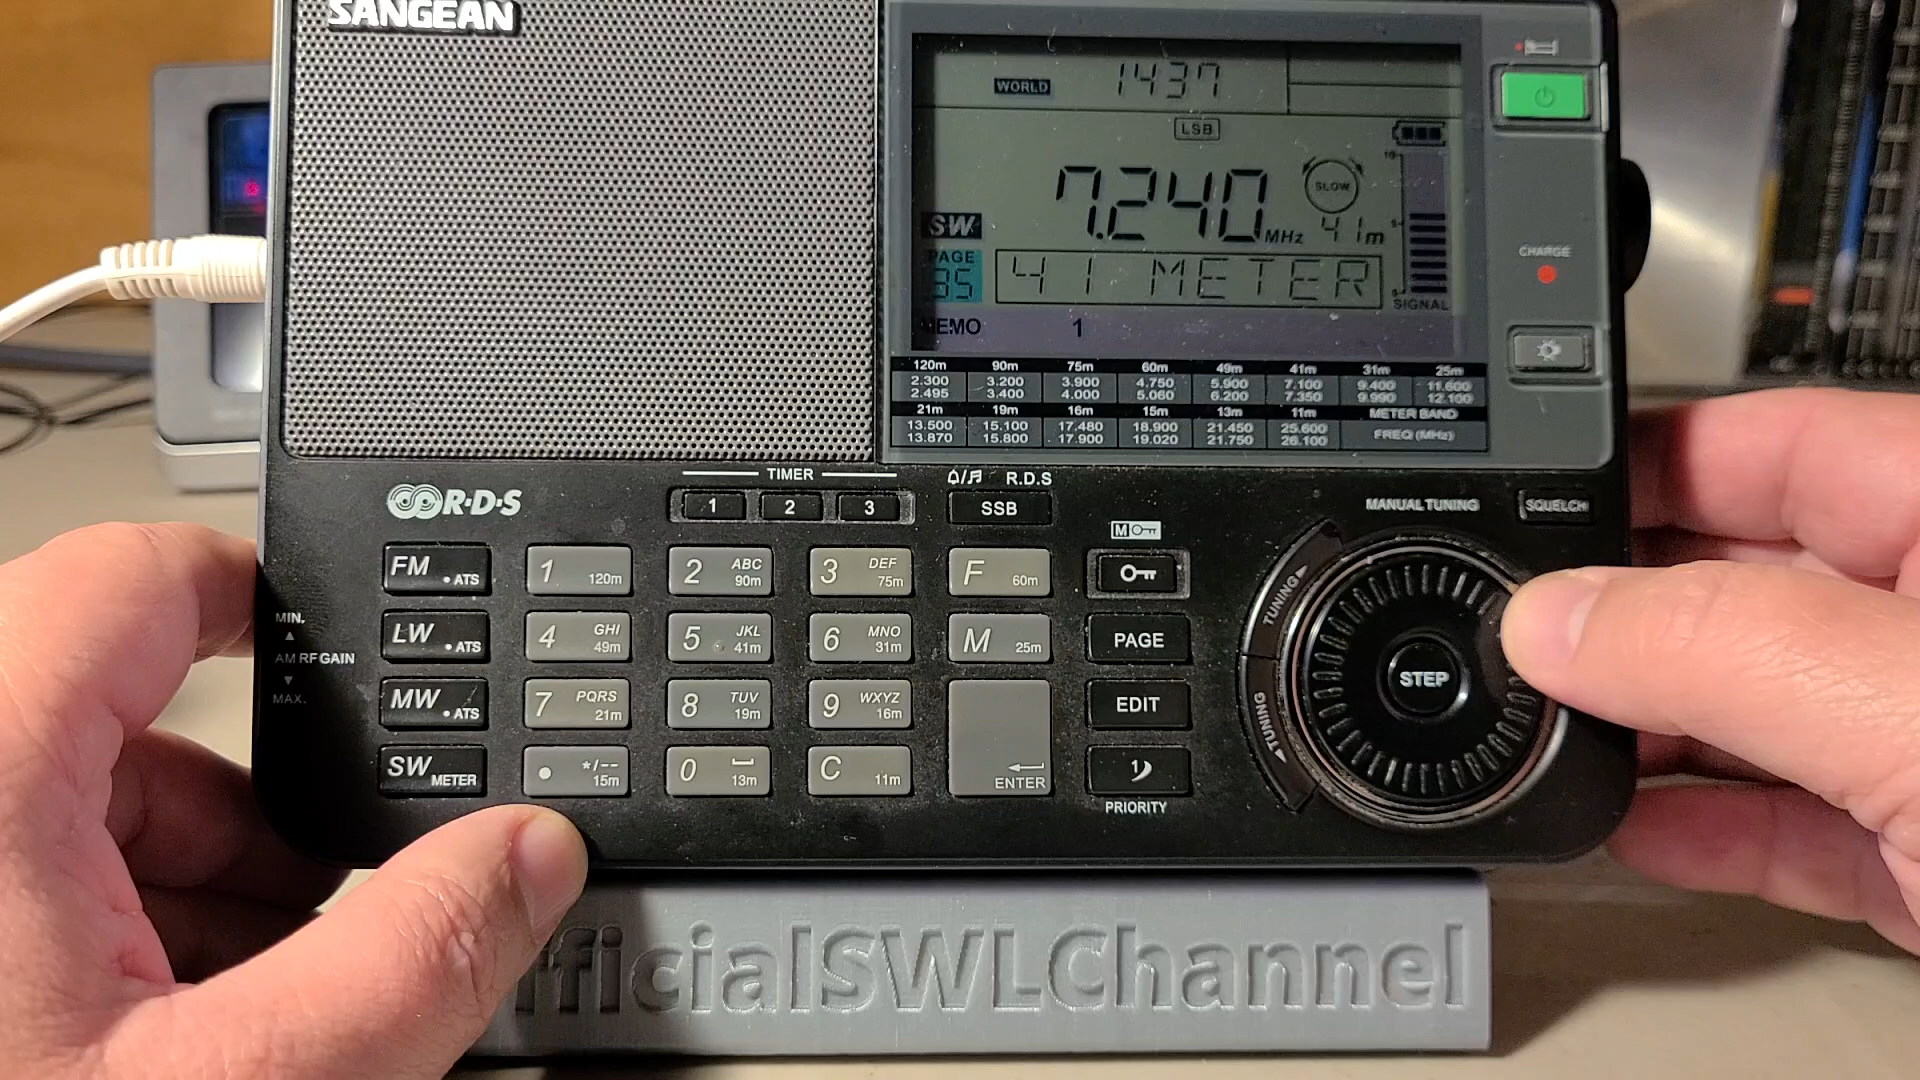 SANGEAN
WORLD 1437
LSB
SLOW
SW 7.240 MHz 41m
PAGE
41 METER
SIGNAL
MEMO 1
CHARGE
120m 90m 75m 60m 49m 41m 31m 25m
2.300 3.200 3.900 4.750 5.900 7.100 9.400 11.600
2.495 3.400 4.000 5.060 6.200 7.350 9.990 12.100
21m 19m 16m 15m 13m 11m METER BAND
13.500 15.100 17.480 18.900 21.450 25.600 FREQ (MHz)
13.870 15.800 17.900 19.020 21.750 26.100
TIMER
R.D.S
R·D·S
1 2 3 SSB
MANUAL TUNING SQUELCH
M
FM • ATS 1 120m 2 ABC 90m 3 DEF 75m F 60m
LW • ATS 4 GHI 49m 5 JKL 41m 6 MNO 31m M 25m PAGE
MW • ATS 7 PQRS 21m 8 TUV 19m 9 WXYZ 16m EDIT
SW METER • */-- 15m 0 13m C 11m ENTER 1
PRIORITY
MIN.
▲
AM RF GAIN
▼
MAX.
TUNING▶
STEP
◀TUNING
ficialSWLChannel